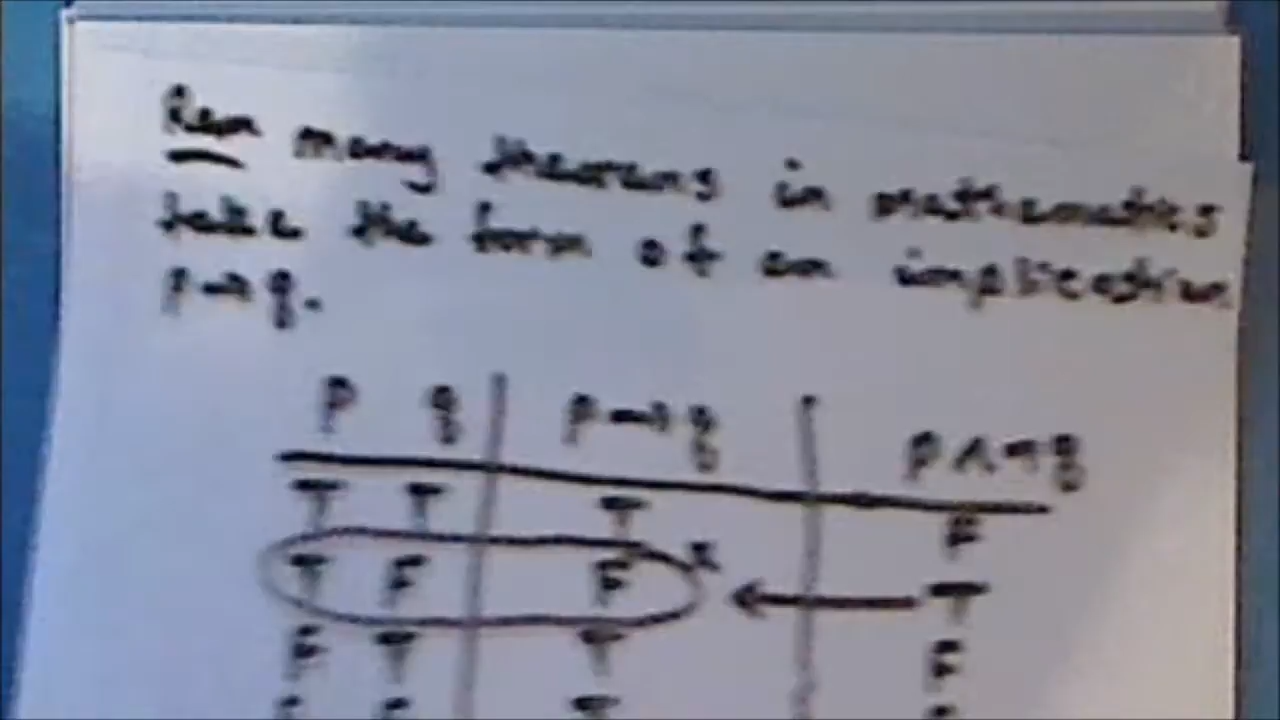 Rem many theorems in mathematics
take the form of an implication
p → q.
p q p → q p ∧ ¬ q
T T T F
T F F x ← T
F T T F